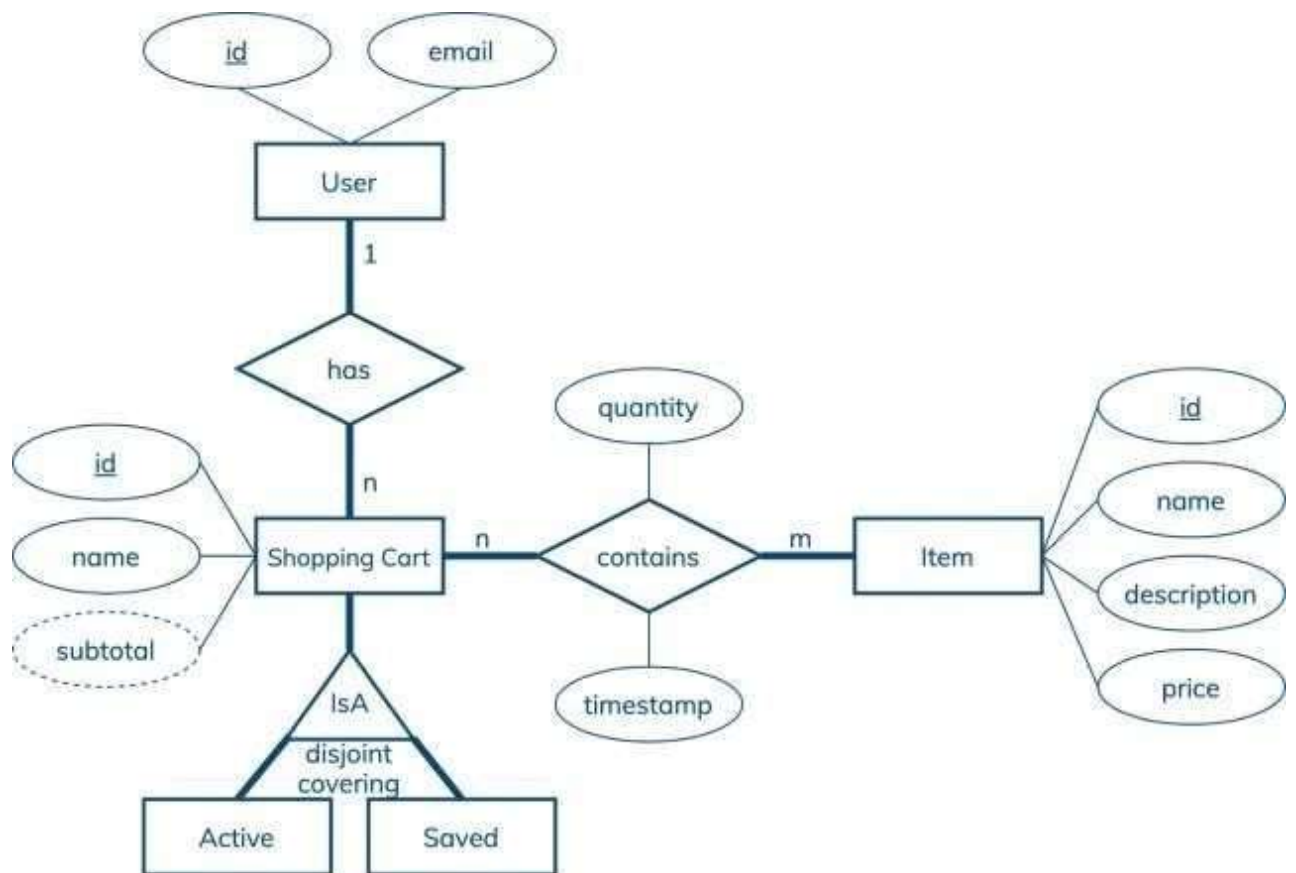 id
email
User
1
has
n
id
name
subtotal
Shopping Cart
n
quantity
contains
timestamp
m
Item
id
name
description
price
IsA
disjoint
covering
Active
Saved